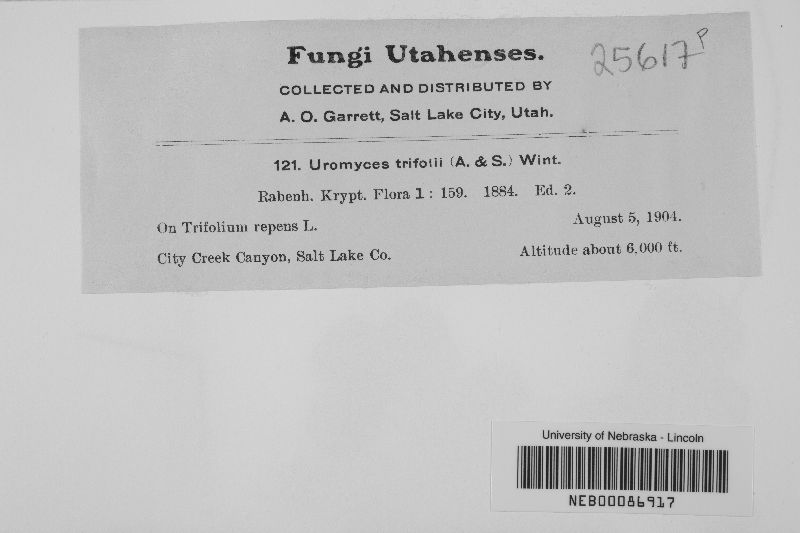 Fungi Utahenses.
25617P
COLLECTED AND DISTRIBUTED BY
A. O. Garrett, Salt Lake City, Utah.
121. Uromyces trifolii (A. & S.) Wint.
Rabenh. Krypt. Flora 1 : 159. 1884. Ed. 2.
On Trifolium repens L. August 5, 1904.
City Creek Canyon, Salt Lake Co. Altitude about 6,000 ft.
University of Nebraska - Lincoln
NEB00086917